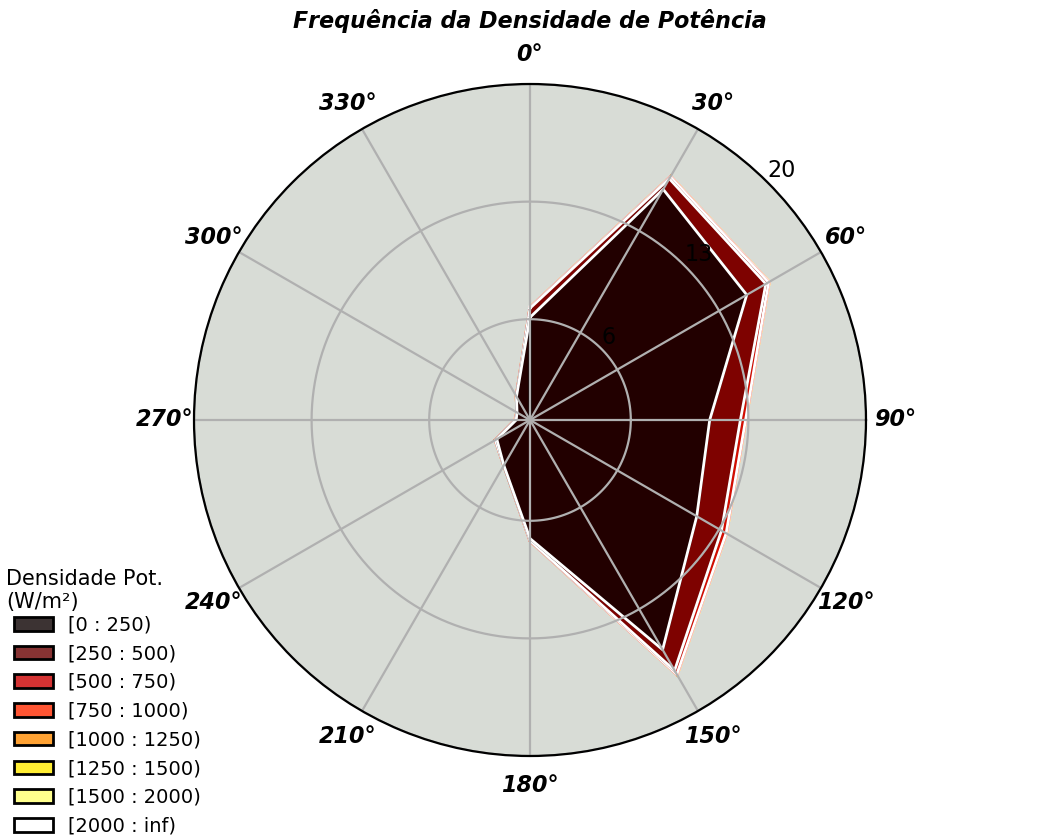 Frequência da Densidade de Potência
0°
330°
30°
20
300°
60°
13
6
270°
90°
240°
120°
210°
150°
180°
Densidade Pot.
(W/m²)
[0 : 250)
[250 : 500)
[500 : 750)
[750 : 1000)
[1000 : 1250)
[1250 : 1500)
[1500 : 2000)
[2000 : inf)